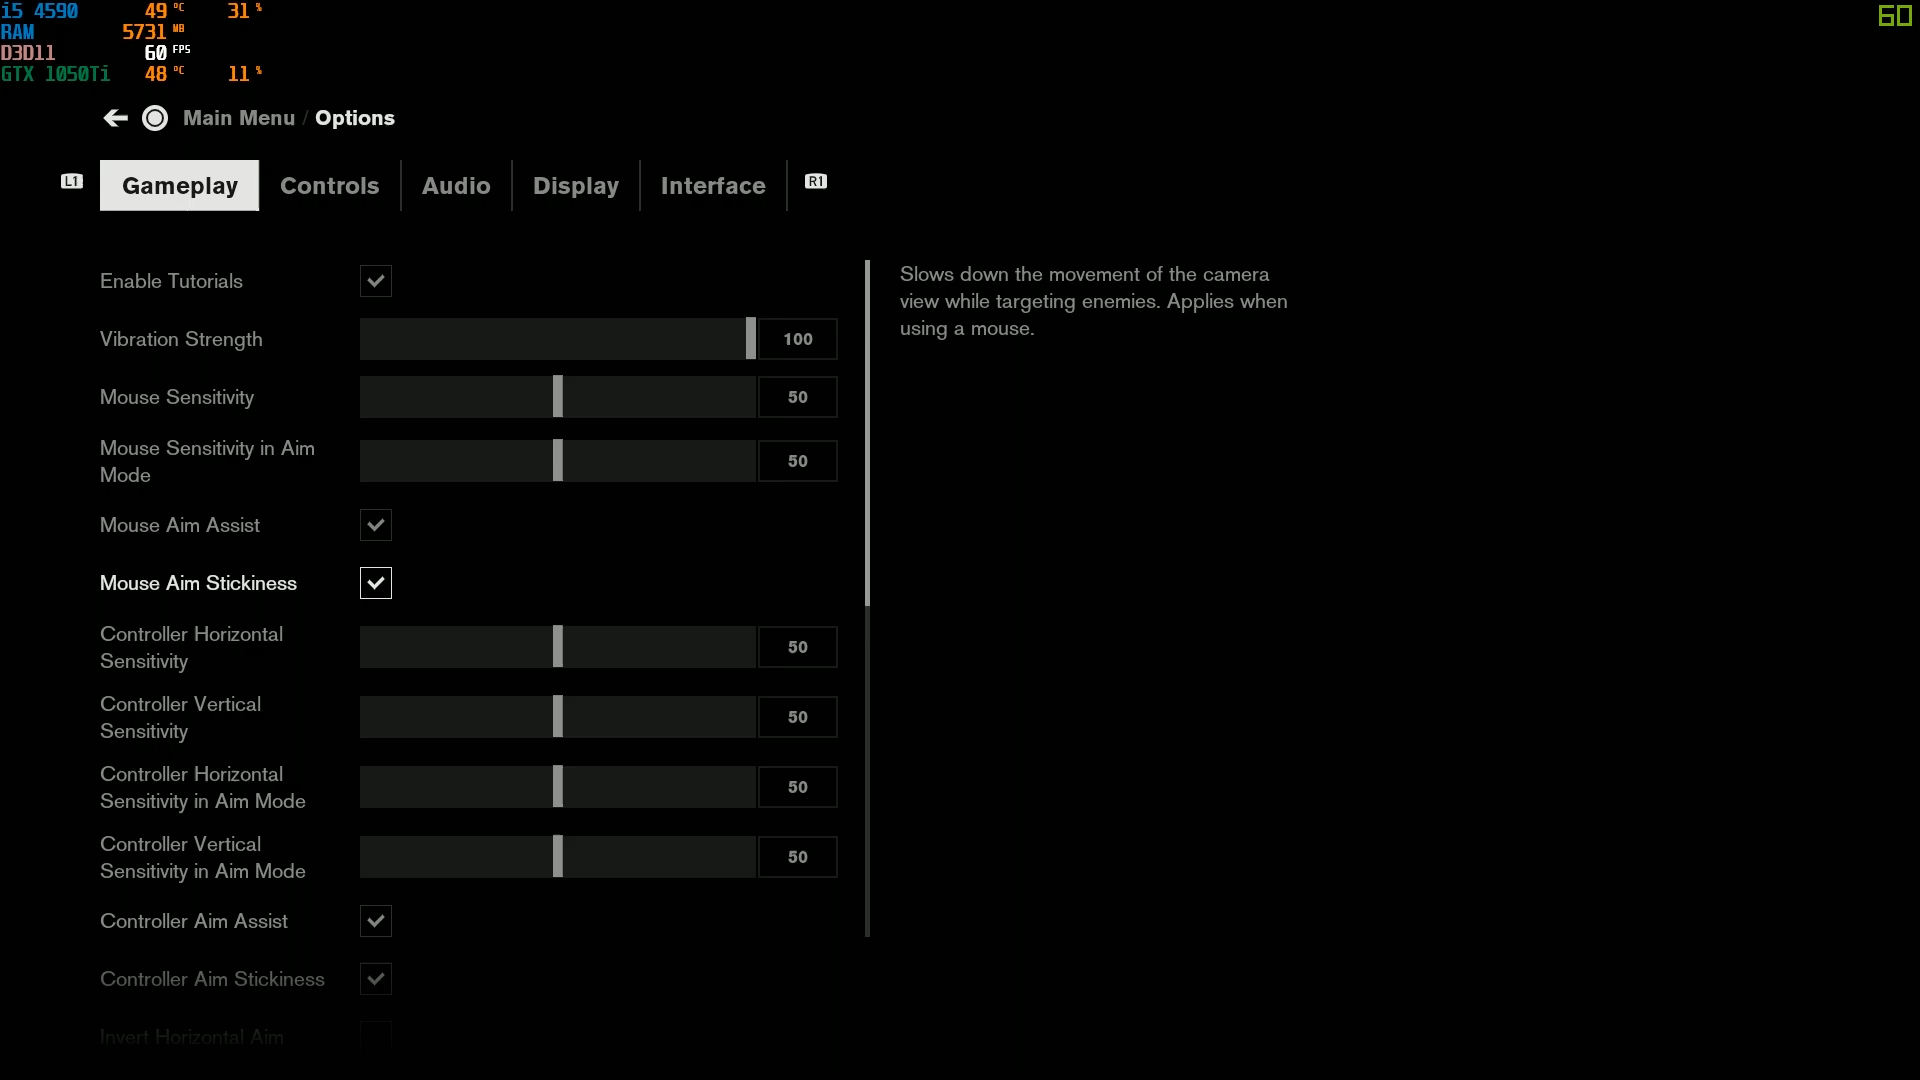 i5 4590 49 °C 31 %
60
RAM 5731 MB
D3D11 60 FPS
GTX 1050Ti 48 °C 11 %
Main Menu / Options
L1 Gameplay Controls Audio Display Interface R1
Enable Tutorials
Slows down the movement of the camera
view while targeting enemies. Applies when
using a mouse.
Vibration Strength 100
Mouse Sensitivity 50
Mouse Sensitivity in Aim
Mode 50
Mouse Aim Assist
Mouse Aim Stickiness
Controller Horizontal
Sensitivity 50
Controller Vertical
Sensitivity 50
Controller Horizontal
Sensitivity in Aim Mode 50
Controller Vertical
Sensitivity in Aim Mode 50
Controller Aim Assist
Controller Aim Stickiness
Invert Horizontal Aim